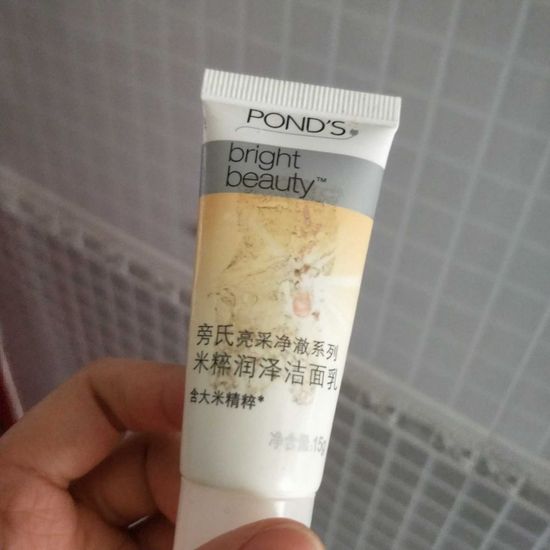 POND'S
bright
beauty™
旁氏亮采净澈系列
米粹润泽洁面乳
含大米精粹*
净含量:15g